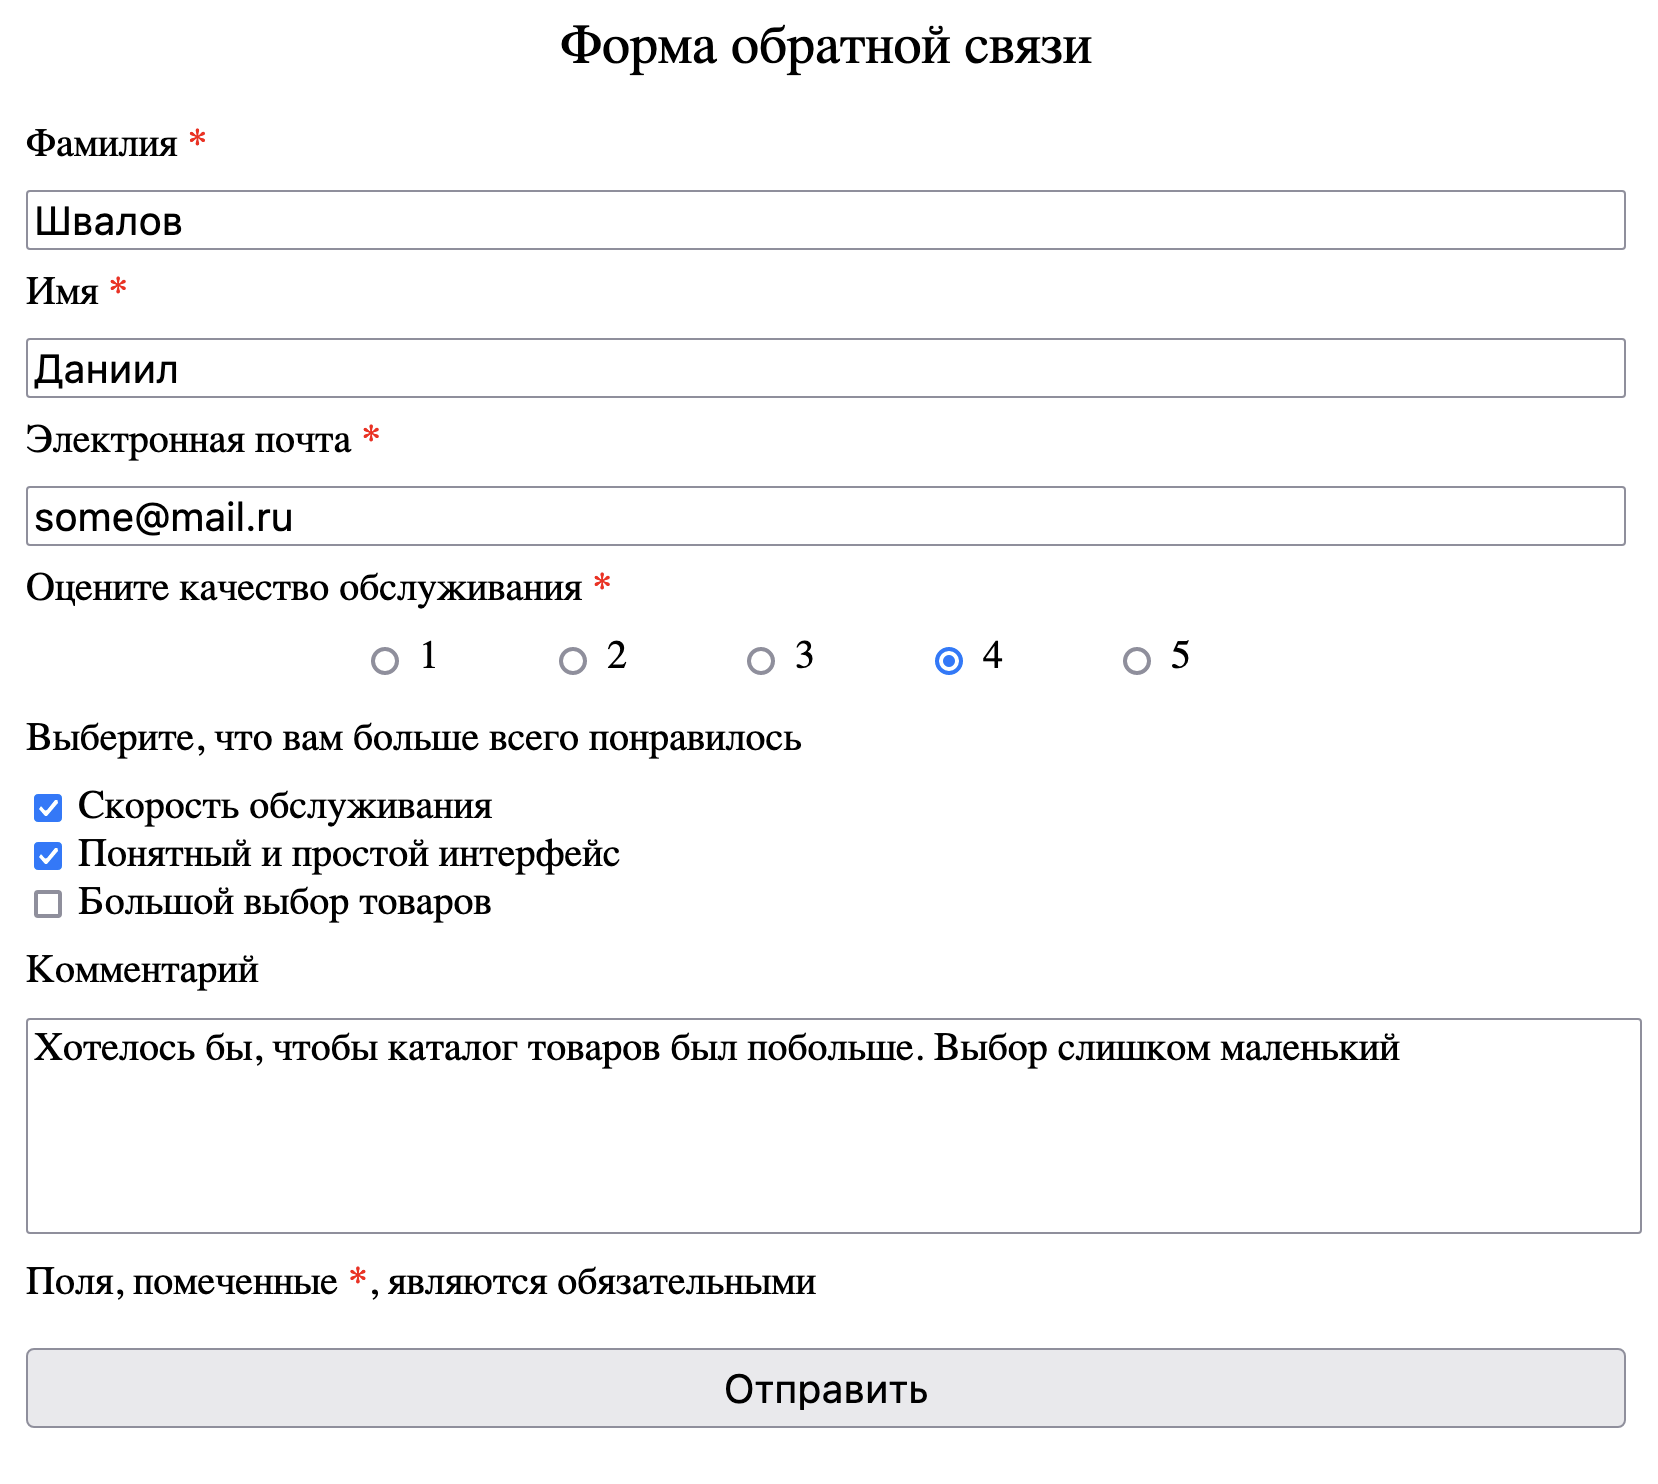 Форма обратной связи
Фамилия *
Швалов
Имя *
Даниил
Электронная почта *
some@mail.ru
Оцените качество обслуживания *
1 2 3 4 5
Выберите, что вам больше всего понравилось
Скорость обслуживания
Понятный и простой интерфейс
Большой выбор товаров
Комментарий
Хотелось бы, чтобы каталог товаров был побольше. Выбор слишком маленький
Поля, помеченные *, являются обязательными
Отправить